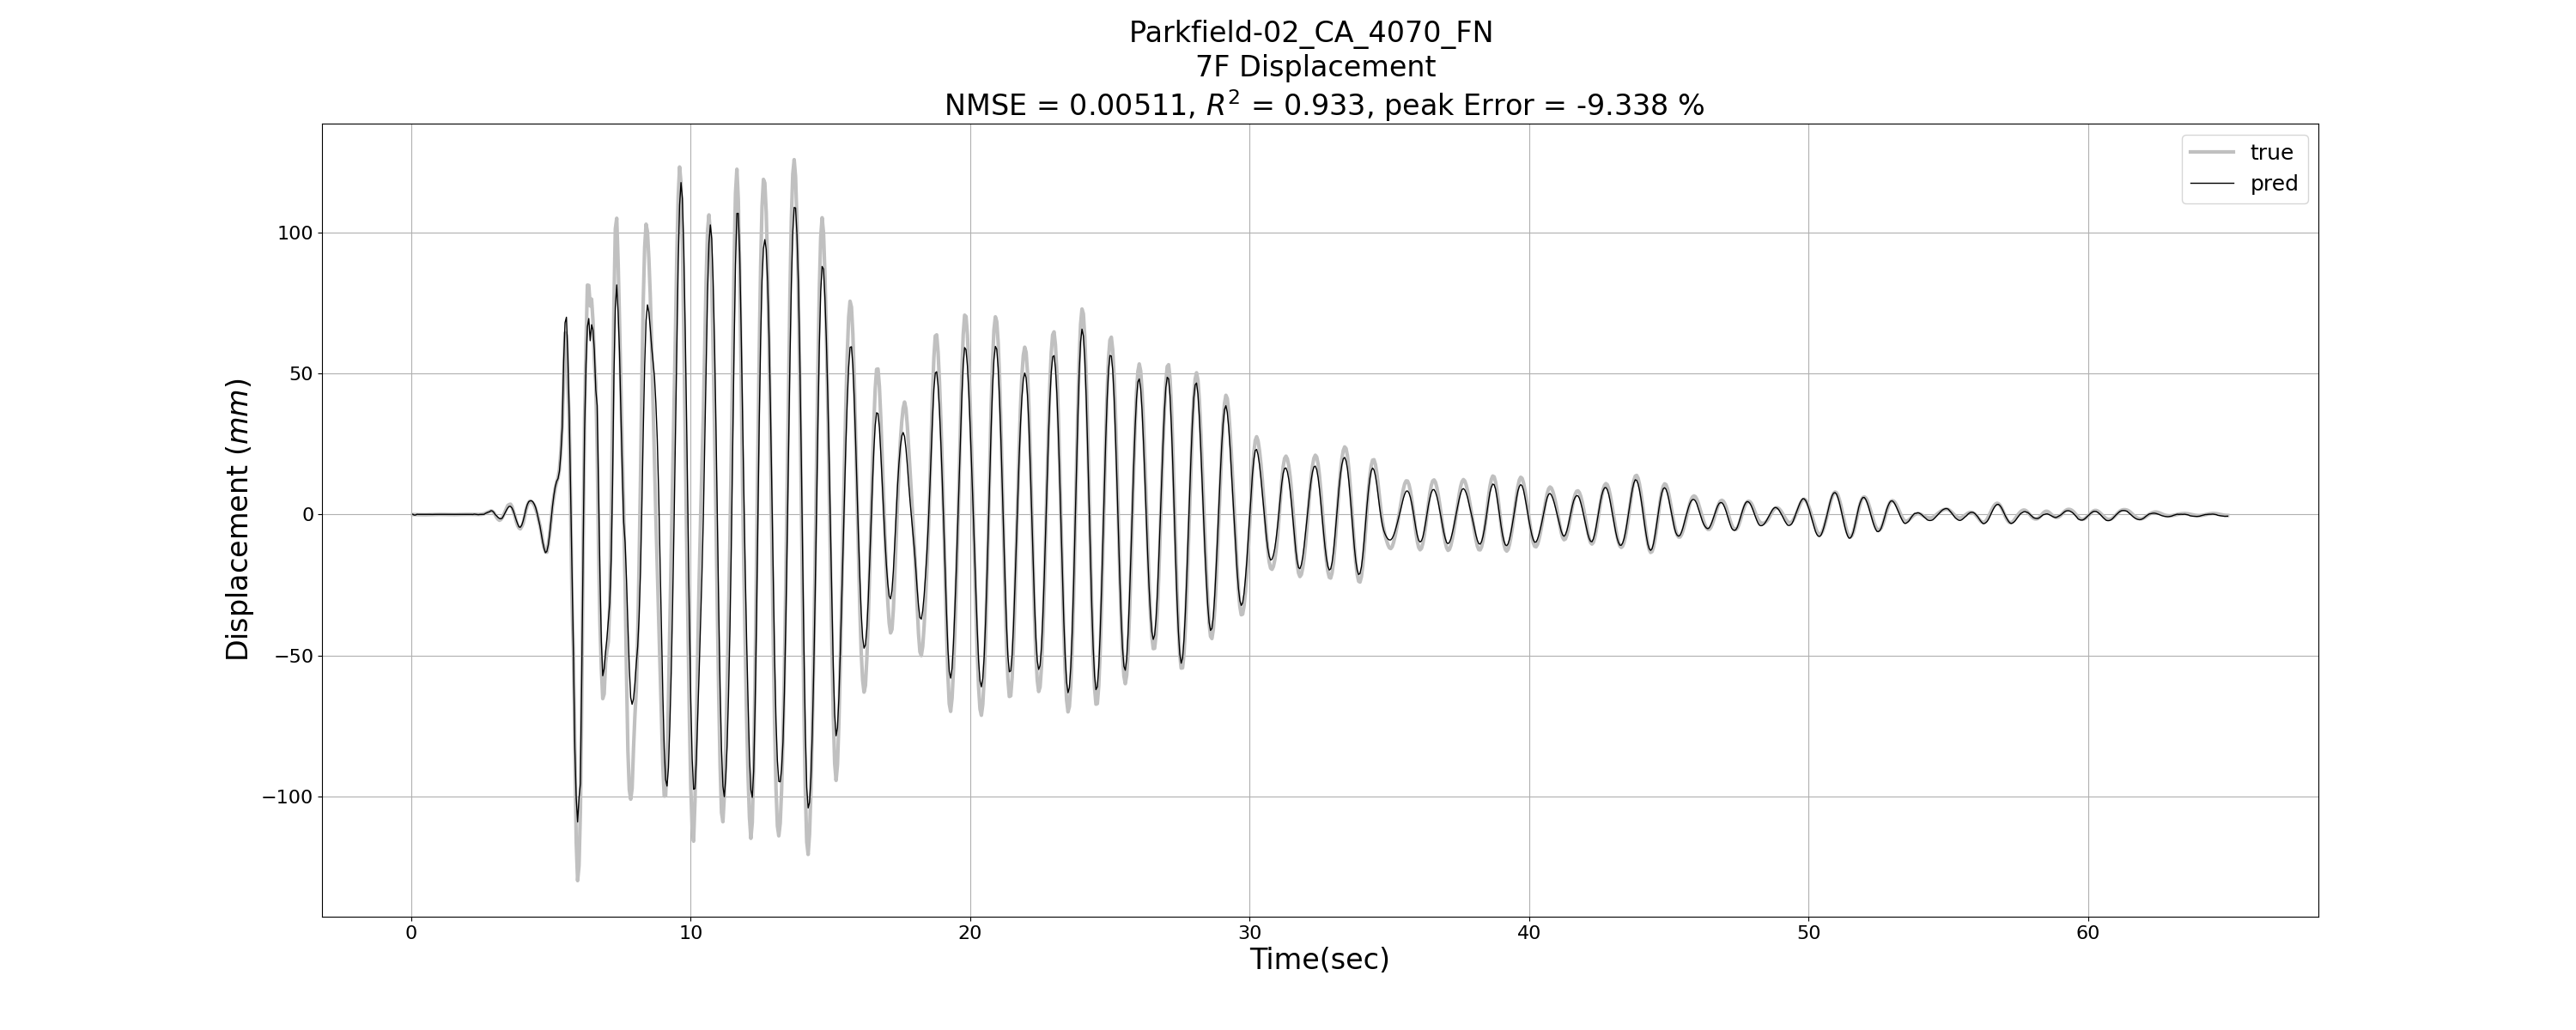 Parkfield-02_CA_4070_FN
7F Displacement
NMSE = 0.00511, R² = 0.933, peak Error = -9.338 %
true
pred
Displacement (mm)
100
50
0
−50
−100
0 10 20 30 40 50 60
Time(sec)